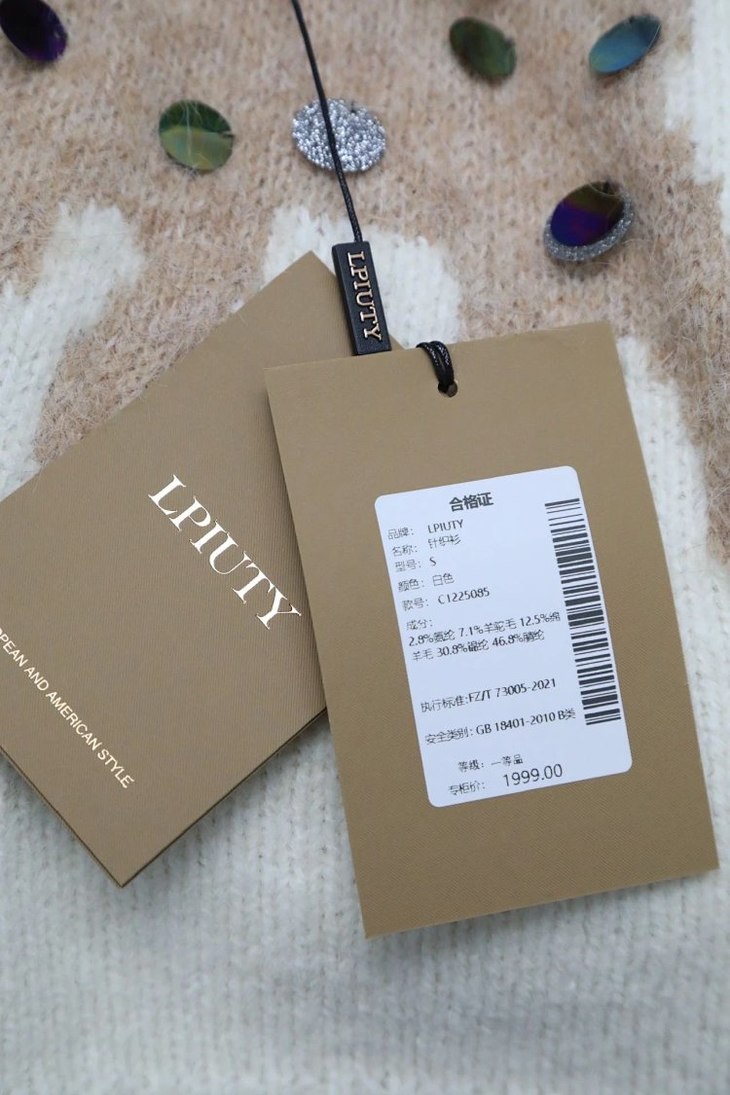 LPIUTY
LPIUTY
PEAN AND AMERICAN STYLE
合格证
品牌: LPIUTY
名称: 针织衫
型号: S
颜色: 白色
款号: C1225085
成分:
2.8%氨纶 7.1%羊驼毛 12.5%绵
羊毛 30.8%锦纶 46.8%腈纶
执行标准:FZ/T 73005-2021
安全类别: GB 18401-2010 B类
等级: 一等品
专柜价: 1999.00